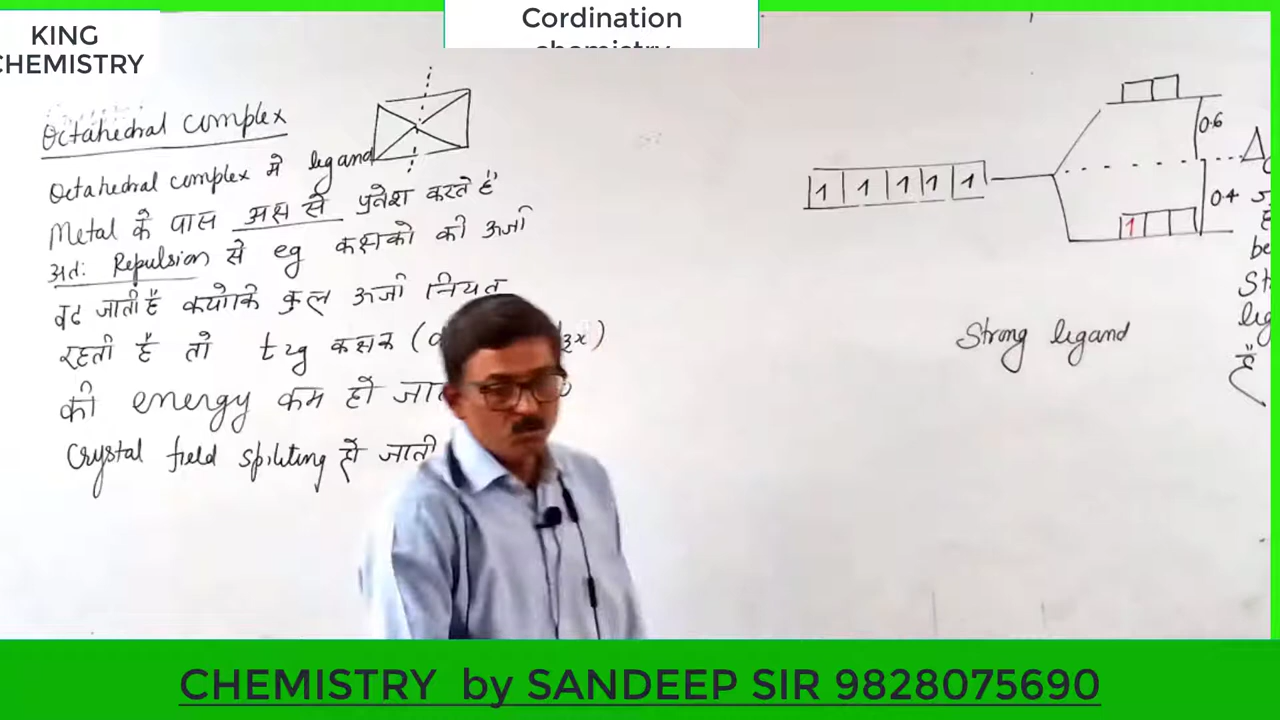 KING
CHEMISTRY
Cordination
chemistry
Octahedral complex
Octahedral complex मे ligand
Metal के पास अक्ष से प्रवेश करते है
अतः Repulsion से eg कक्षको की ऊर्जा
बढ जाती है क्योकि कुल ऊर्जा नियत
रहती है तो t2g कक्षक (
की energy कम हो जाती
Crystal field spliting हो जाती
1 1 1 1 1
0.6
Δ
0.4
1
Strong ligand
है
CHEMISTRY by SANDEEP SIR 9828075690